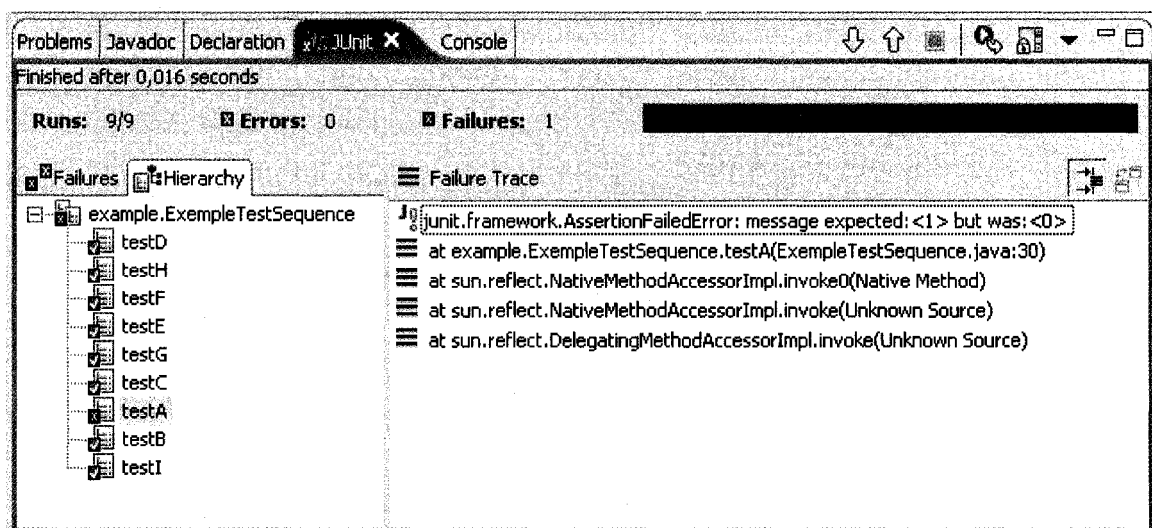 Problems Javadoc Declaration JUnit Console
Finished after 0,016 seconds
Runs: 9/9 Errors: 0 Failures: 1
Failures Hierarchy
Failure Trace
example.ExempleTestSequence
testD
testH
testF
testE
testG
testC
testA
testB
testI
junit.framework.AssertionFailedError: message expected:<1> but was:<0>
at example.ExempleTestSequence.testA(ExempleTestSequence.java:30)
at sun.reflect.NativeMethodAccessorImpl.invoke0(Native Method)
at sun.reflect.NativeMethodAccessorImpl.invoke(Unknown Source)
at sun.reflect.DelegatingMethodAccessorImpl.invoke(Unknown Source)